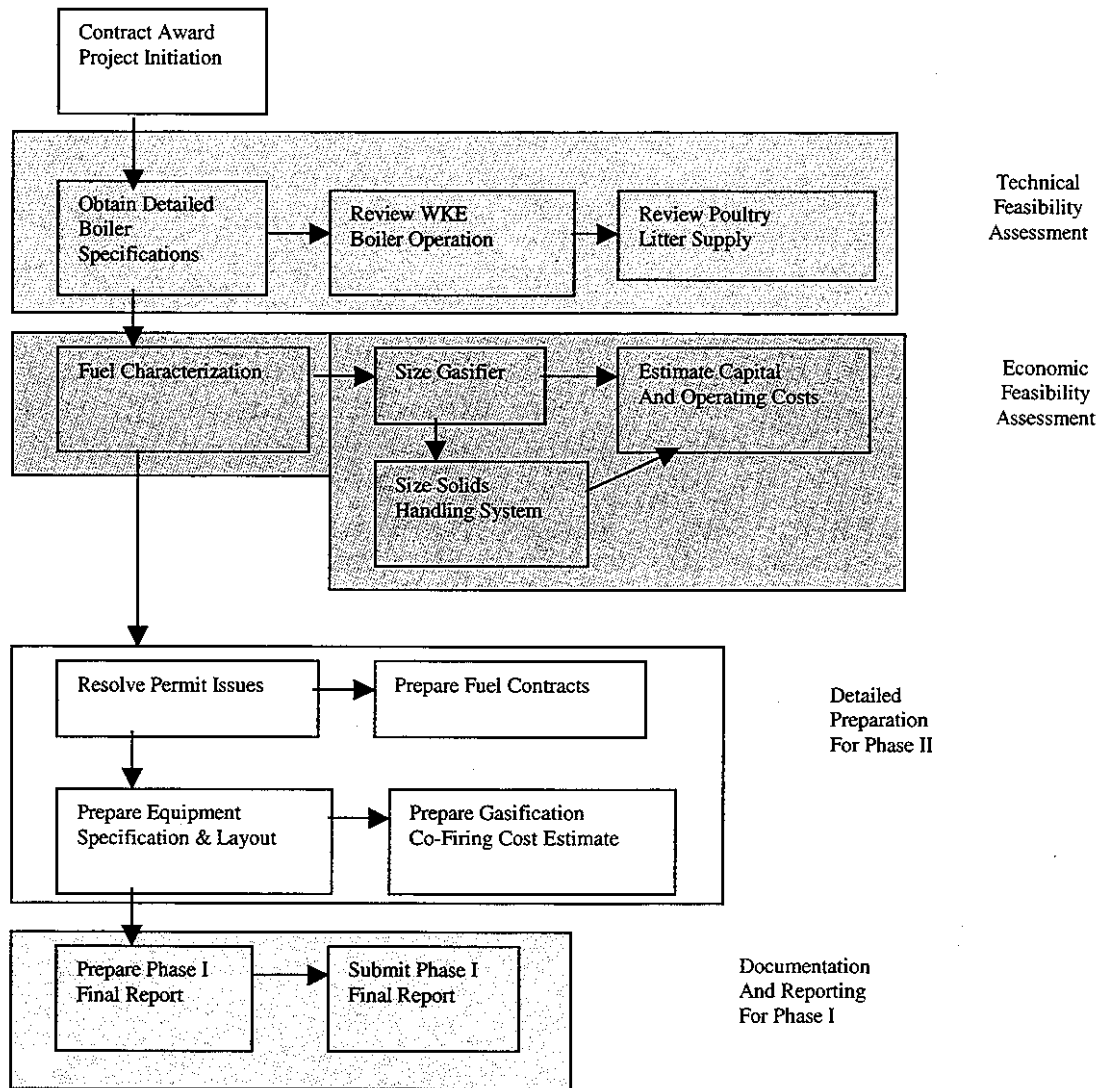 Contract Award
Project Initiation
Obtain Detailed
Boiler
Specifications
Review WKE
Boiler Operation
Review Poultry
Litter Supply
Technical
Feasibility
Assessment
Fuel Characterization
Size Gasifier
Estimate Capital
And Operating Costs
Size Solids
Handling System
Economic
Feasibility
Assessment
Resolve Permit Issues
Prepare Fuel Contracts
Prepare Equipment
Specification & Layout
Prepare Gasification
Co-Firing Cost Estimate
Detailed
Preparation
For Phase II
Prepare Phase I
Final Report
Submit Phase I
Final Report
Documentation
And Reporting
For Phase I